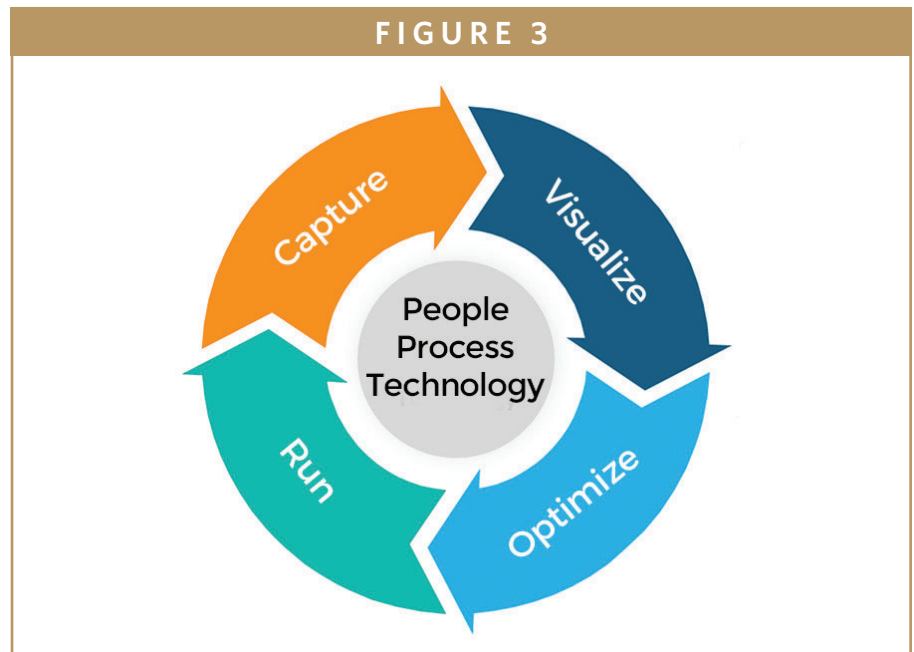 FIGURE 3
Capture
Visualize
People
Process
Technology
Run
Optimize